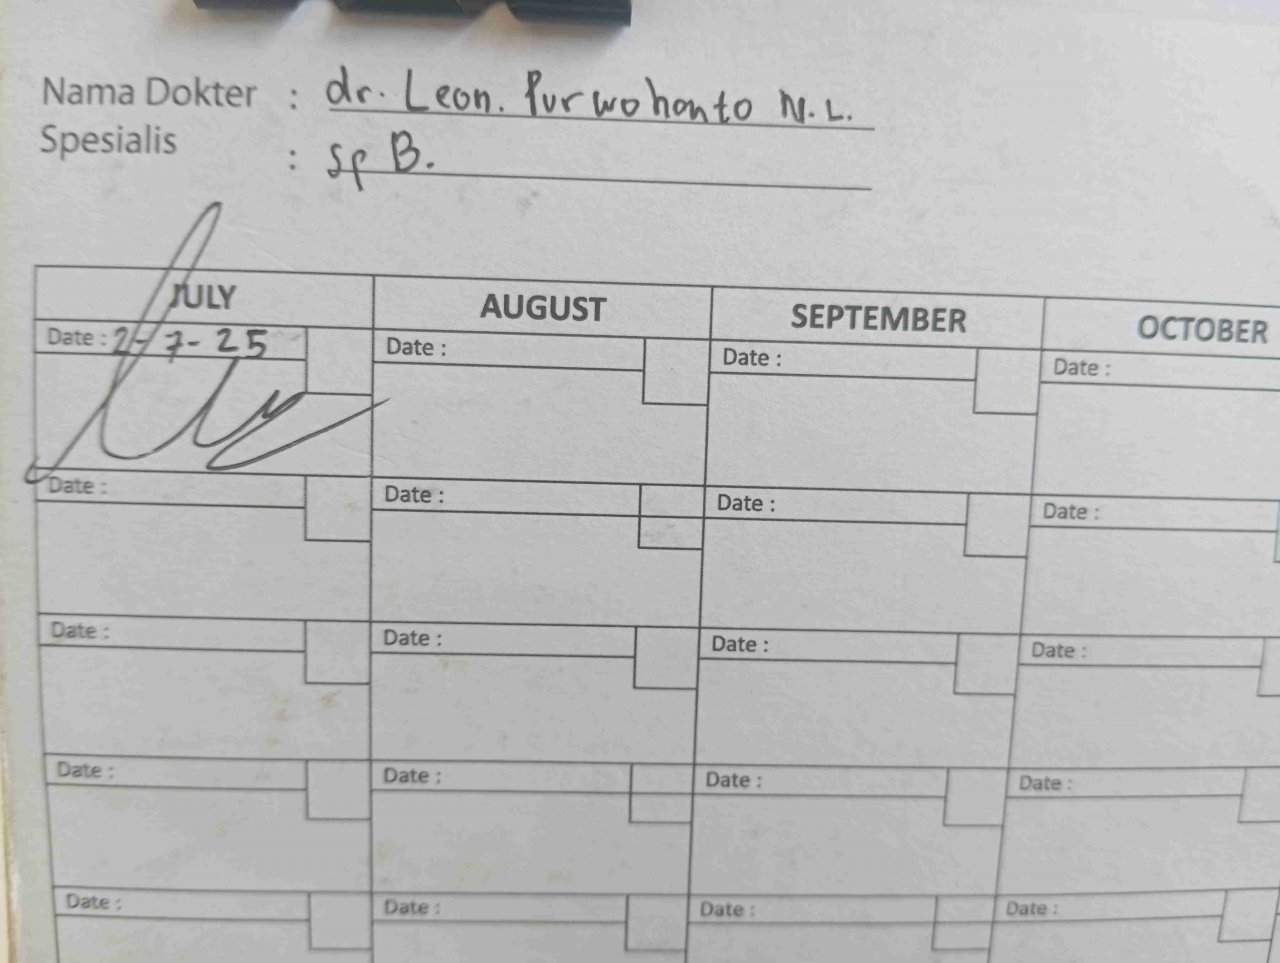 Nama Dokter : dr. Leon. Purwohonto N.L.
Spesialis : Sp B.
JULY AUGUST SEPTEMBER OCTOBER
Date : 2-7-25 Date : Date : Date :
Date : Date : Date : Date :
Date : Date : Date : Date :
Date : Date : Date : Date :
Date : Date : Date : Date :